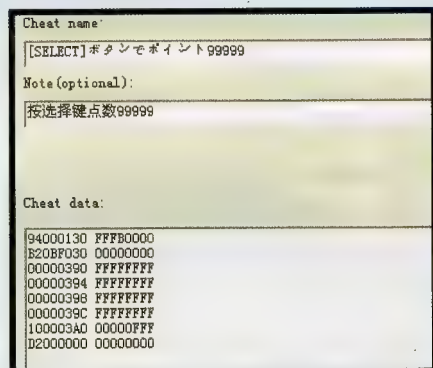 Cheat name:
[SELECT]ボタンでポイント99999
Note(optional):
按选择键点数99999
Cheat data:
94000130 FFFB0000
B20BF030 00000000
00000390 FFFFFFFF
00000394 FFFFFFFF
00000398 FFFFFFFF
0000039C FFFFFFFF
100003A0 00000FFF
D2000000 00000000